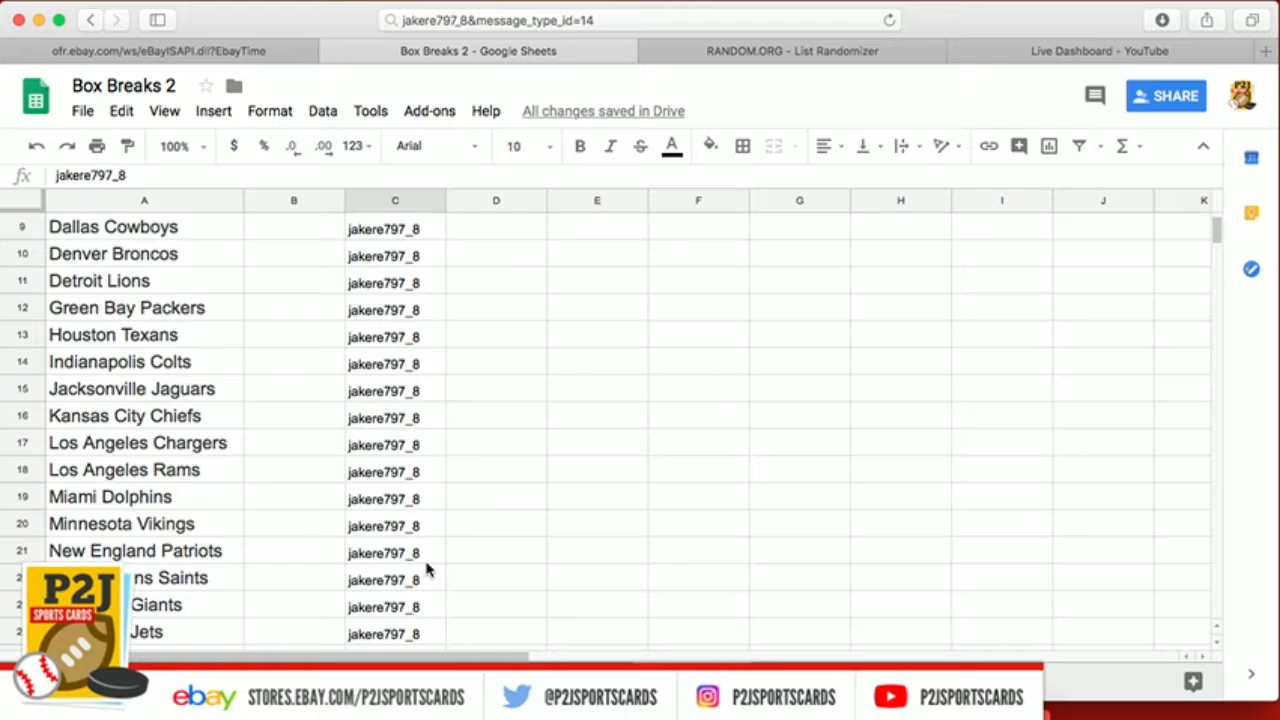 jakere797_8&message_type_id=14
ofr.ebay.com/ws/eBayISAPI.dll?EbayTime
Box Breaks 2 - Google Sheets
RANDOM.ORG - List Randomizer
Live Dashboard - YouTube
Box Breaks 2
File Edit View Insert Format Data Tools Add-ons Help All changes saved in Drive
SHARE
100% $ % .0 .00 123 Arial 10 B I S A
fx jakere797_8
A B C D E F G H I J K
9 Dallas Cowboys jakere797_8
10 Denver Broncos jakere797_8
11 Detroit Lions jakere797_8
12 Green Bay Packers jakere797_8
13 Houston Texans jakere797_8
14 Indianapolis Colts jakere797_8
15 Jacksonville Jaguars jakere797_8
16 Kansas City Chiefs jakere797_8
17 Los Angeles Chargers jakere797_8
18 Los Angeles Rams jakere797_8
19 Miami Dolphins jakere797_8
20 Minnesota Vikings jakere797_8
21 New England Patriots jakere797_8
2 ns Saints jakere797_8
2 Giants jakere797_8
2 Jets jakere797_8
P2J
SPORTS CARDS
ebay STORES.EBAY.COM/P2JSPORTSCARDS
@P2JSPORTSCARDS
P2JSPORTSCARDS
P2JSPORTSCARDS